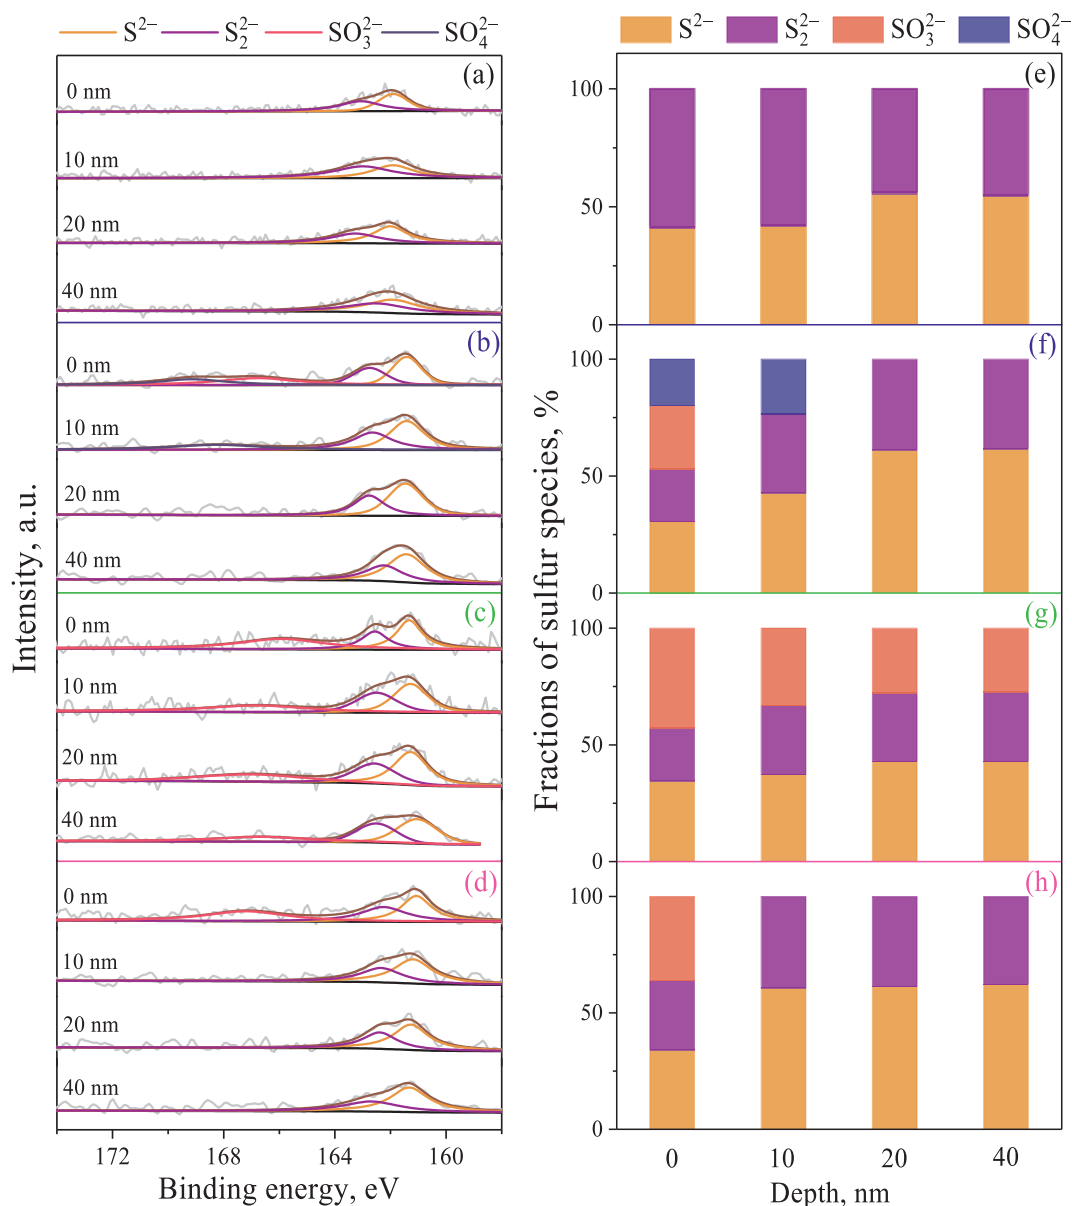 S²⁻ S₂²⁻ SO₃²⁻ SO₄²⁻
S²⁻ S₂²⁻ SO₃²⁻ SO₄²⁻
(a)
0 nm
10 nm
20 nm
40 nm
(b)
0 nm
10 nm
20 nm
40 nm
(c)
0 nm
10 nm
20 nm
40 nm
(d)
0 nm
10 nm
20 nm
40 nm
172 168 164 160
Binding energy, eV
Intensity, a.u.
(e)
100
50
0
(f)
100
50
0
(g)
100
50
0
(h)
100
50
0
0 10 20 40
Depth, nm
Fractions of sulfur species, %